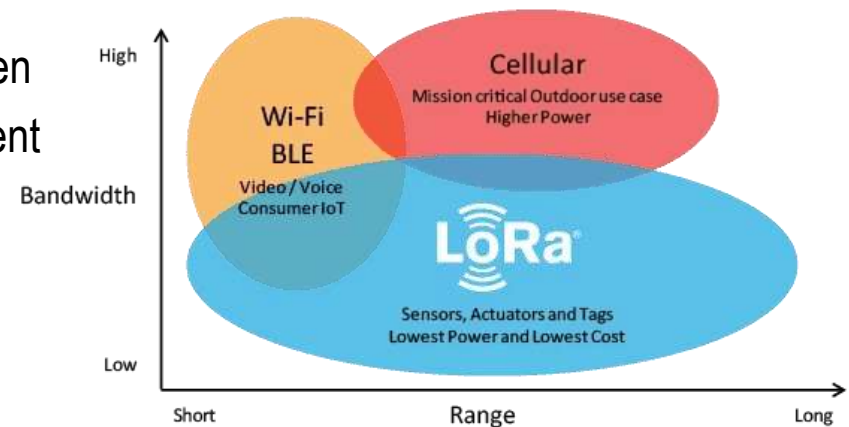 en
ent
High
Bandwidth
Low
Wi-Fi
BLE
Video / Voice
Consumer IoT
Cellular
Mission critical Outdoor use case
Higher Power
LoRa®
Sensors, Actuators and Tags
Lowest Power and Lowest Cost
Short
Range
Long